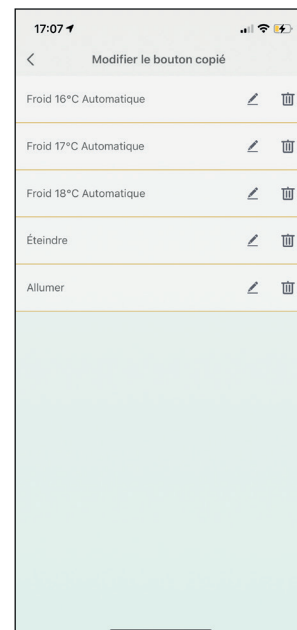 17:07
Modifier le bouton copié
Froid 16°C Automatique
Froid 17°C Automatique
Froid 18°C Automatique
Éteindre
Allumer